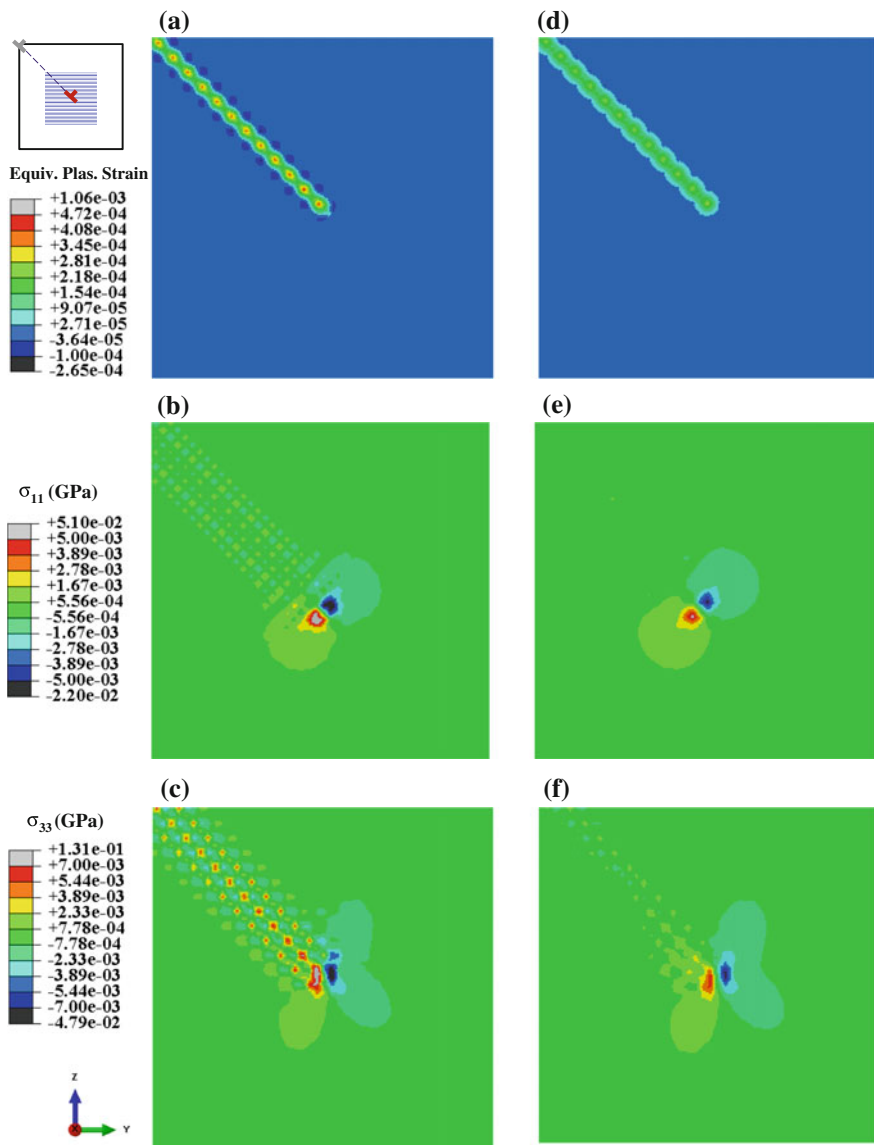 (a)
(d)
Equiv. Plas. Strain
+1.06e-03
+4.72e-04
+4.08e-04
+3.45e-04
+2.81e-04
+2.18e-04
+1.54e-04
+9.07e-05
+2.71e-05
-3.64e-05
-1.00e-04
-2.65e-04
(b)
(e)
σ11 (GPa)
+5.10e-02
+5.00e-03
+3.89e-03
+2.78e-03
+1.67e-03
+5.56e-04
-5.56e-04
-1.67e-03
-2.78e-03
-3.89e-03
-5.00e-03
-2.20e-02
(c)
(f)
σ33 (GPa)
+1.31e-01
+7.00e-03
+5.44e-03
+3.89e-03
+2.33e-03
+7.78e-04
-7.78e-04
-2.33e-03
-3.89e-03
-5.44e-03
-7.00e-03
-4.79e-02
Z
X
Y